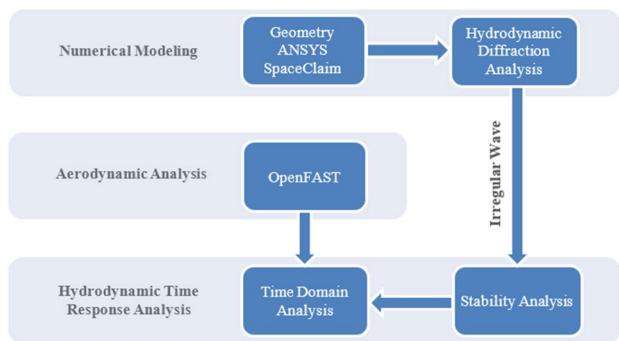 Numerical Modeling
Geometry
ANSYS
SpaceClaim
Hydrodynamic
Diffraction
Analysis
Irregular Wave
Aerodynamic Analysis
OpenFAST
Hydrodynamic Time
Response Analysis
Time Domain
Analysis
Stability Analysis